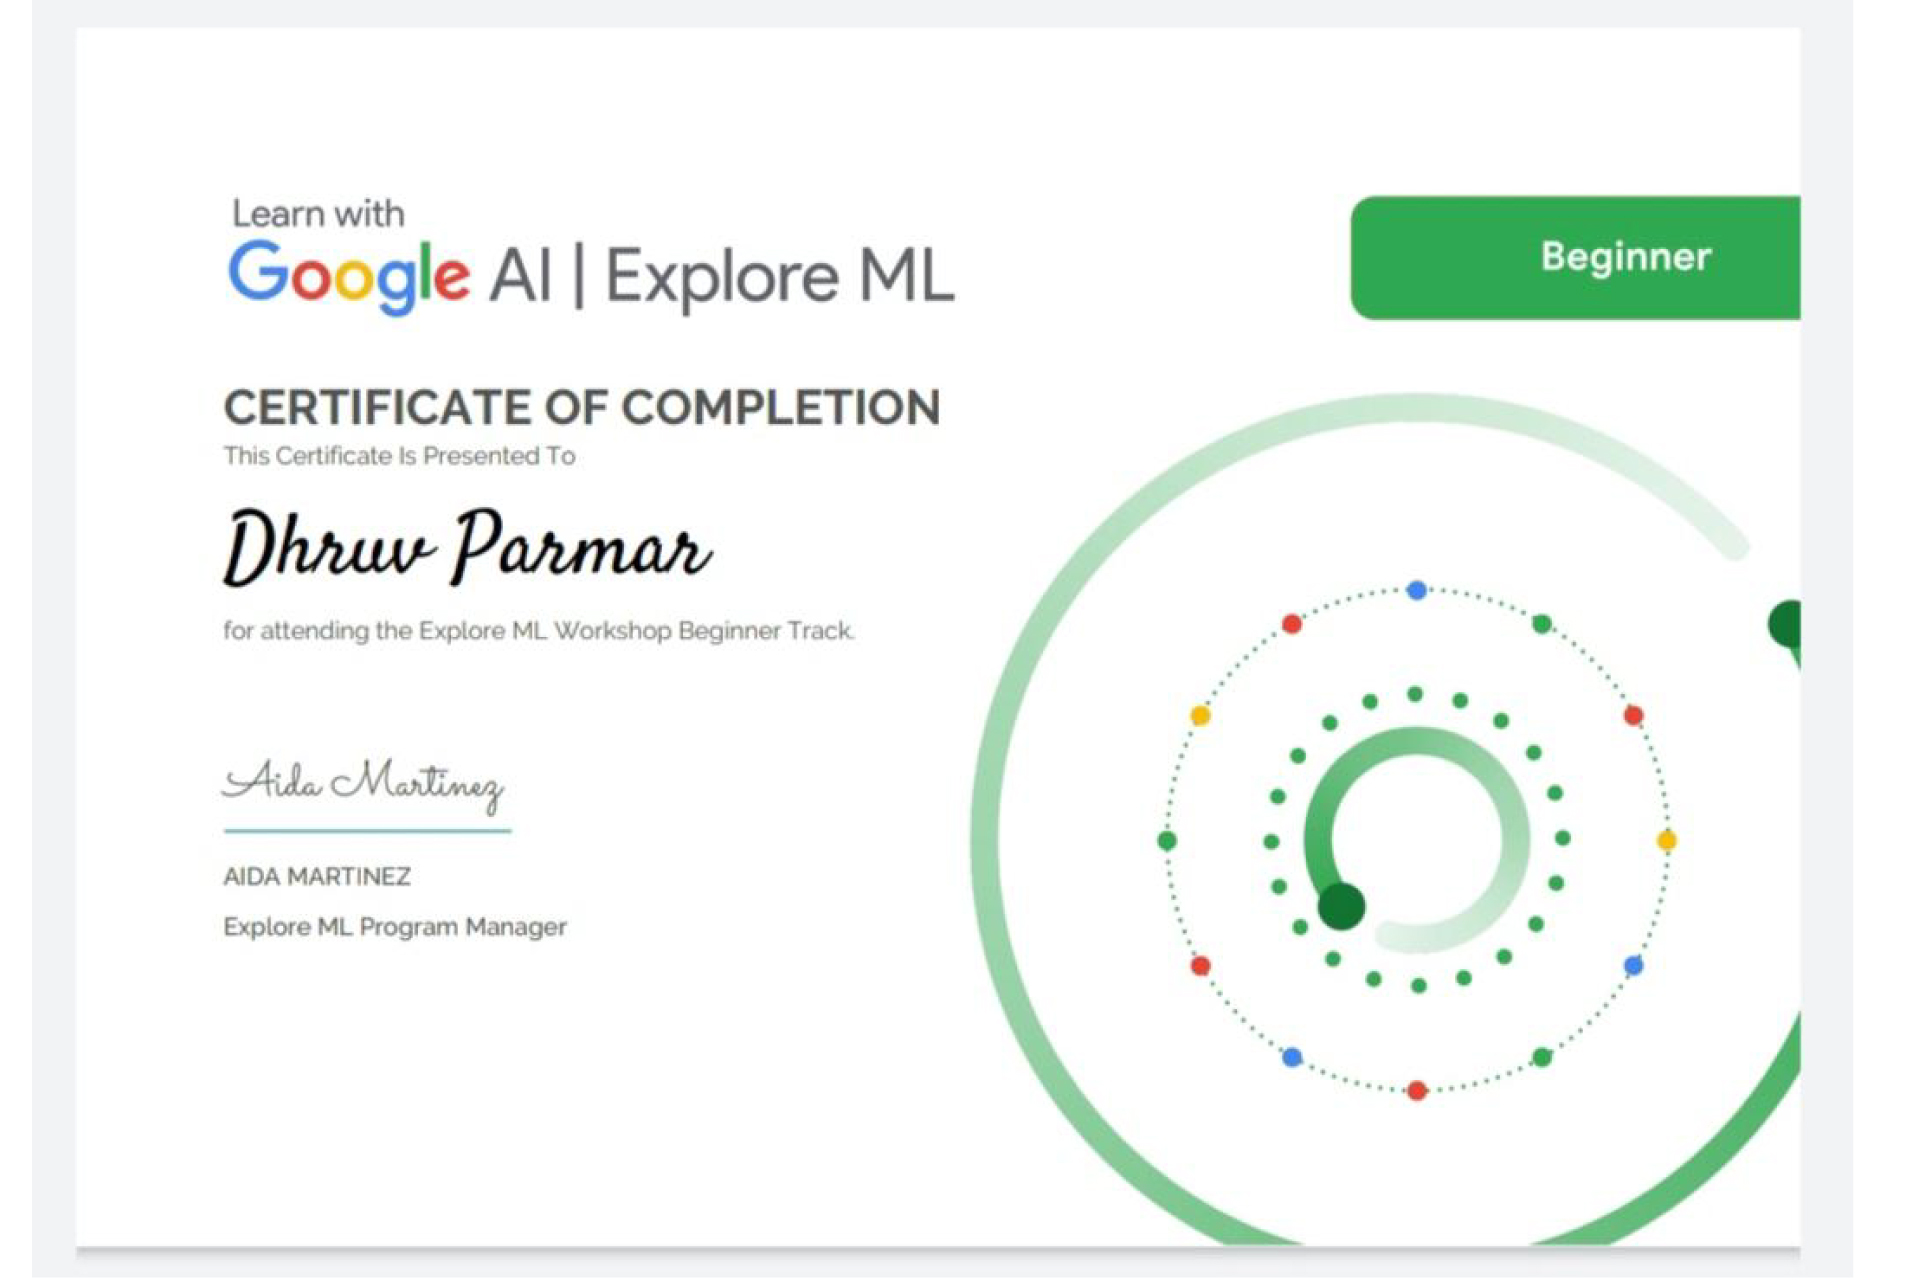 Learn with
Google AI | Explore ML
Beginner
CERTIFICATE OF COMPLETION
This Certificate Is Presented To
Dhruv Parmar
for attending the Explore ML Workshop Beginner Track.
Aida Martinez
AIDA MARTINEZ
Explore ML Program Manager